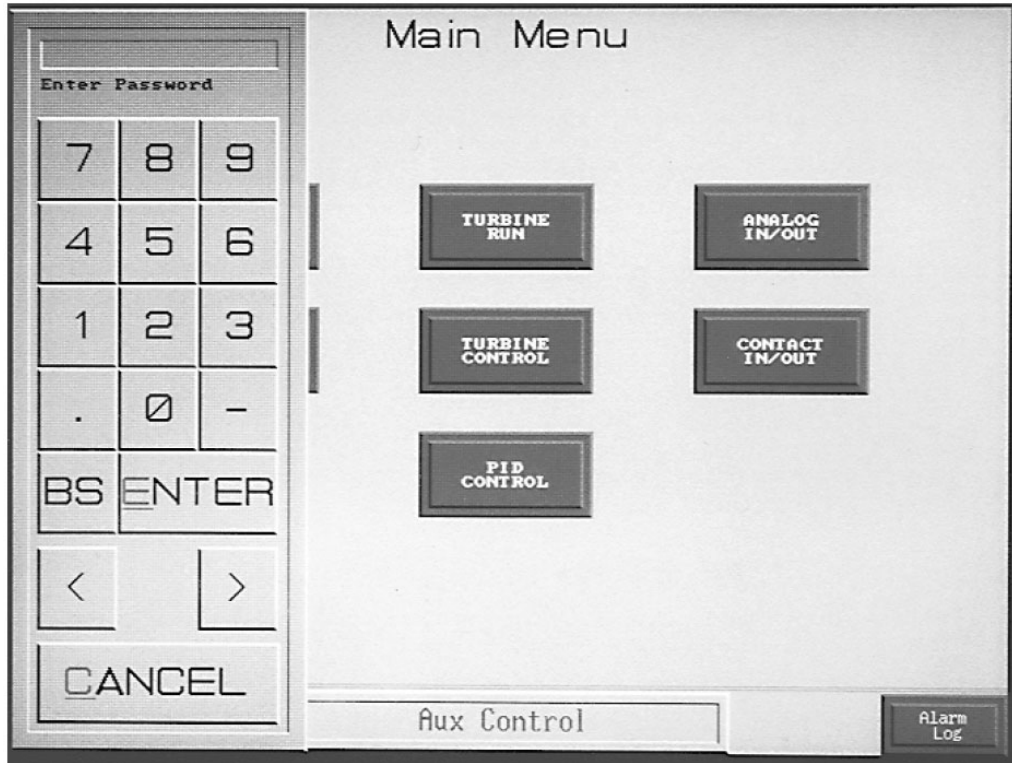 Main Menu
Enter Password
7 8 9
4 5 6
1 2 3
. 0 -
BS ENTER
< >
CANCEL
TURBINE
RUN
ANALOG
IN/OUT
TURBINE
CONTROL
CONTACT
IN/OUT
PID
CONTROL
Aux Control
Alarm
Log